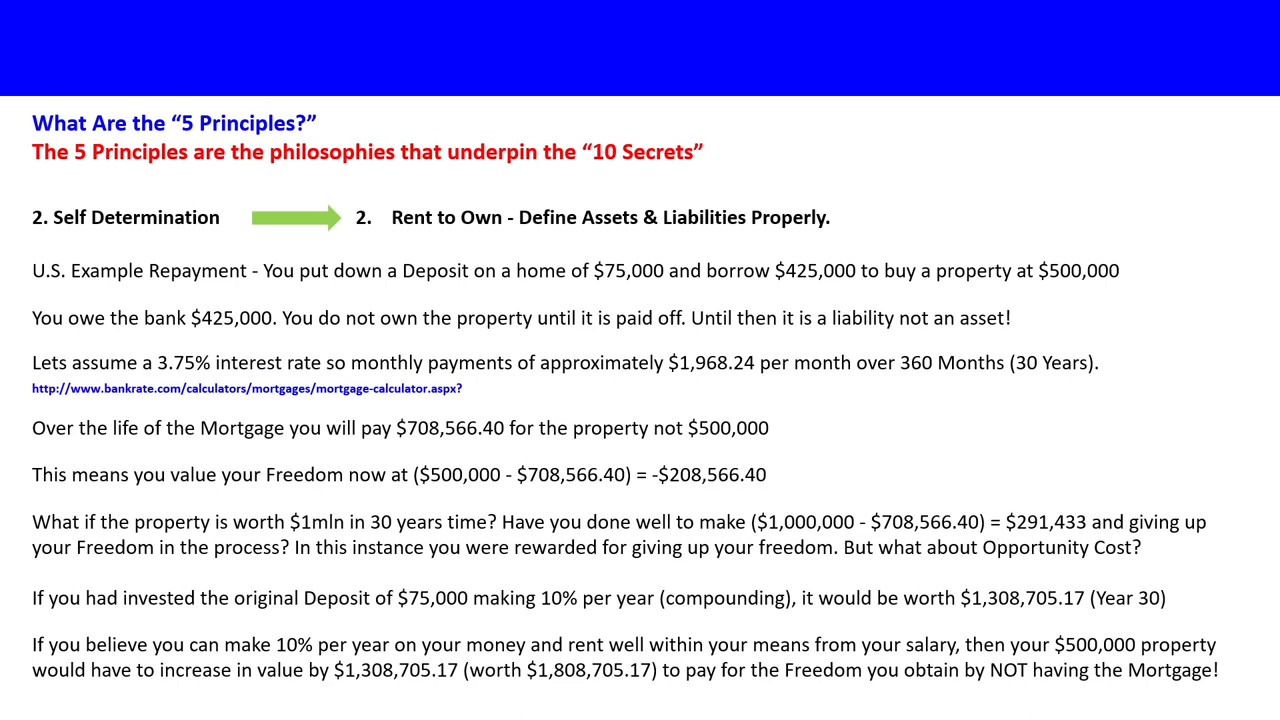 What Are the “5 Principles?”
The 5 Principles are the philosophies that underpin the “10 Secrets”
2. Self Determination 2. Rent to Own - Define Assets & Liabilities Properly.
U.S. Example Repayment - You put down a Deposit on a home of $75,000 and borrow $425,000 to buy a property at $500,000
You owe the bank $425,000. You do not own the property until it is paid off. Until then it is a liability not an asset!
Lets assume a 3.75% interest rate so monthly payments of approximately $1,968.24 per month over 360 Months (30 Years).
http://www.bankrate.com/calculators/mortgages/mortgage-calculator.aspx?
Over the life of the Mortgage you will pay $708,566.40 for the property not $500,000
This means you value your Freedom now at ($500,000 - $708,566.40) = -$208,566.40
What if the property is worth $1mln in 30 years time? Have you done well to make ($1,000,000 - $708,566.40) = $291,433 and giving up
your Freedom in the process? In this instance you were rewarded for giving up your freedom. But what about Opportunity Cost?
If you had invested the original Deposit of $75,000 making 10% per year (compounding), it would be worth $1,308,705.17 (Year 30)
If you believe you can make 10% per year on your money and rent well within your means from your salary, then your $500,000 property
would have to increase in value by $1,308,705.17 (worth $1,808,705.17) to pay for the Freedom you obtain by NOT having the Mortgage!